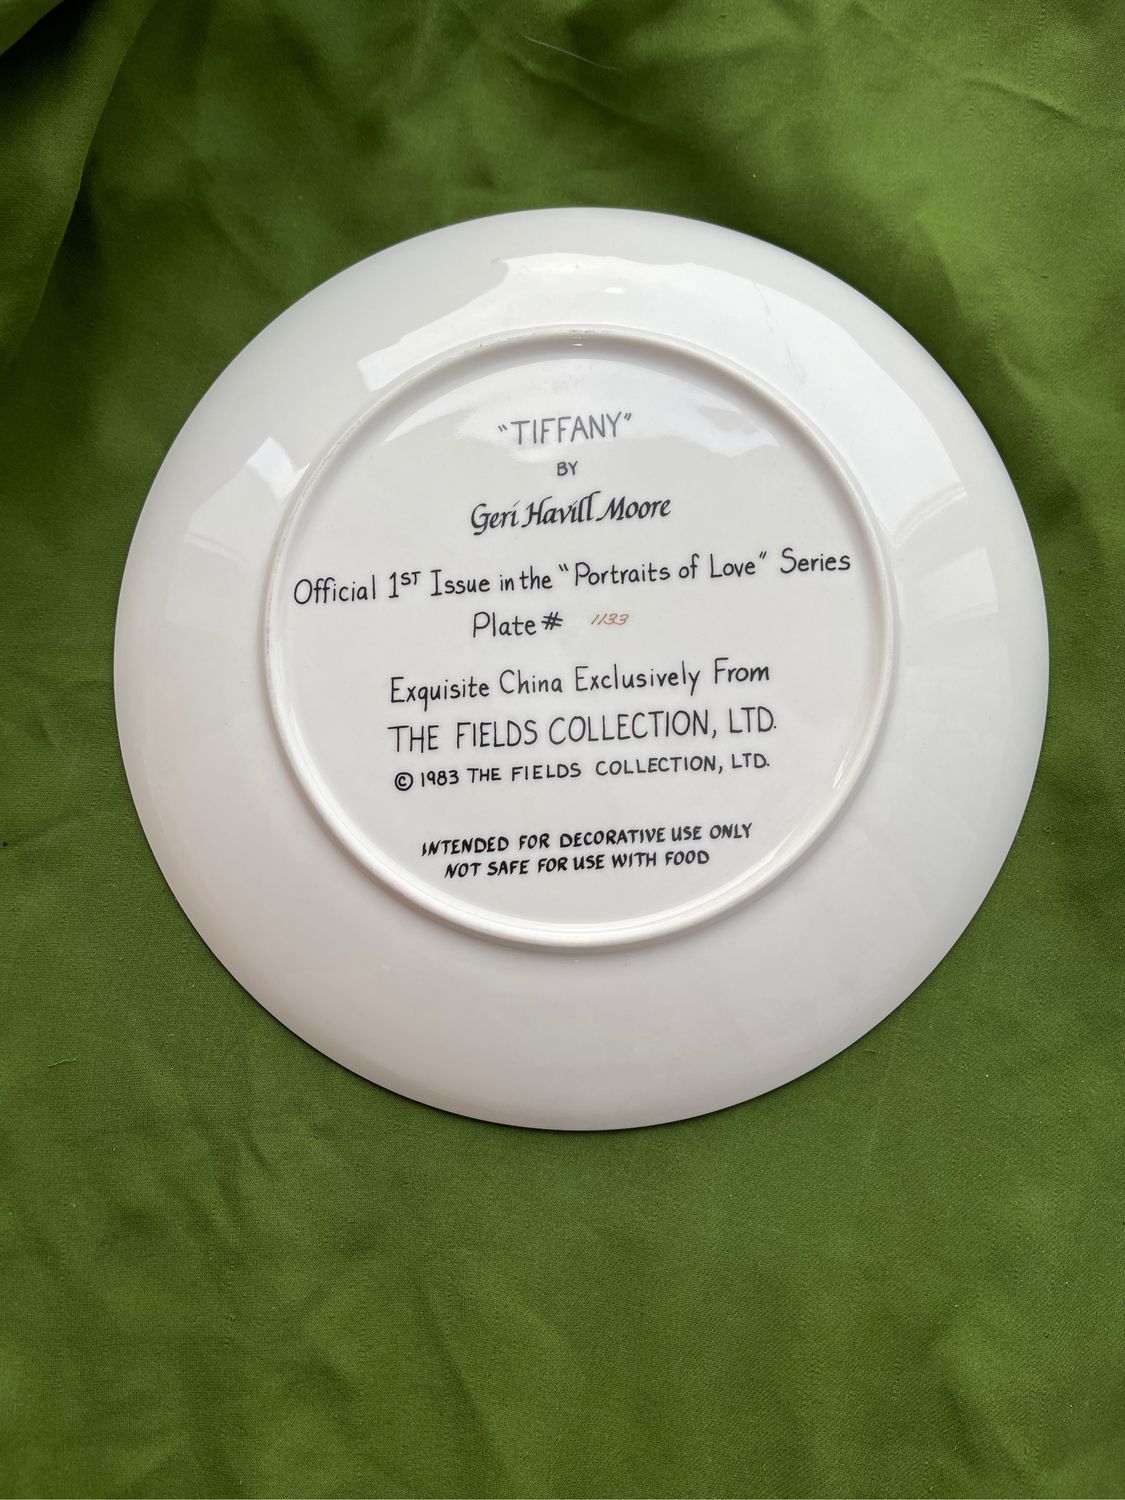 "TIFFANY"
BY
Geri Havill Moore
Official 1ST Issue in the "Portraits of Love" Series
Plate # 1133
Exquisite China Exclusively From
THE FIELDS COLLECTION, LTD.
© 1983 THE FIELDS COLLECTION, LTD.
INTENDED FOR DECORATIVE USE ONLY
NOT SAFE FOR USE WITH FOOD